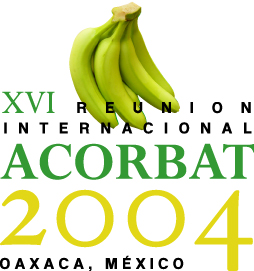 XVI REUNION
INTERNACIONAL
ACORBAT
2004
OAXACA, MÉXICO